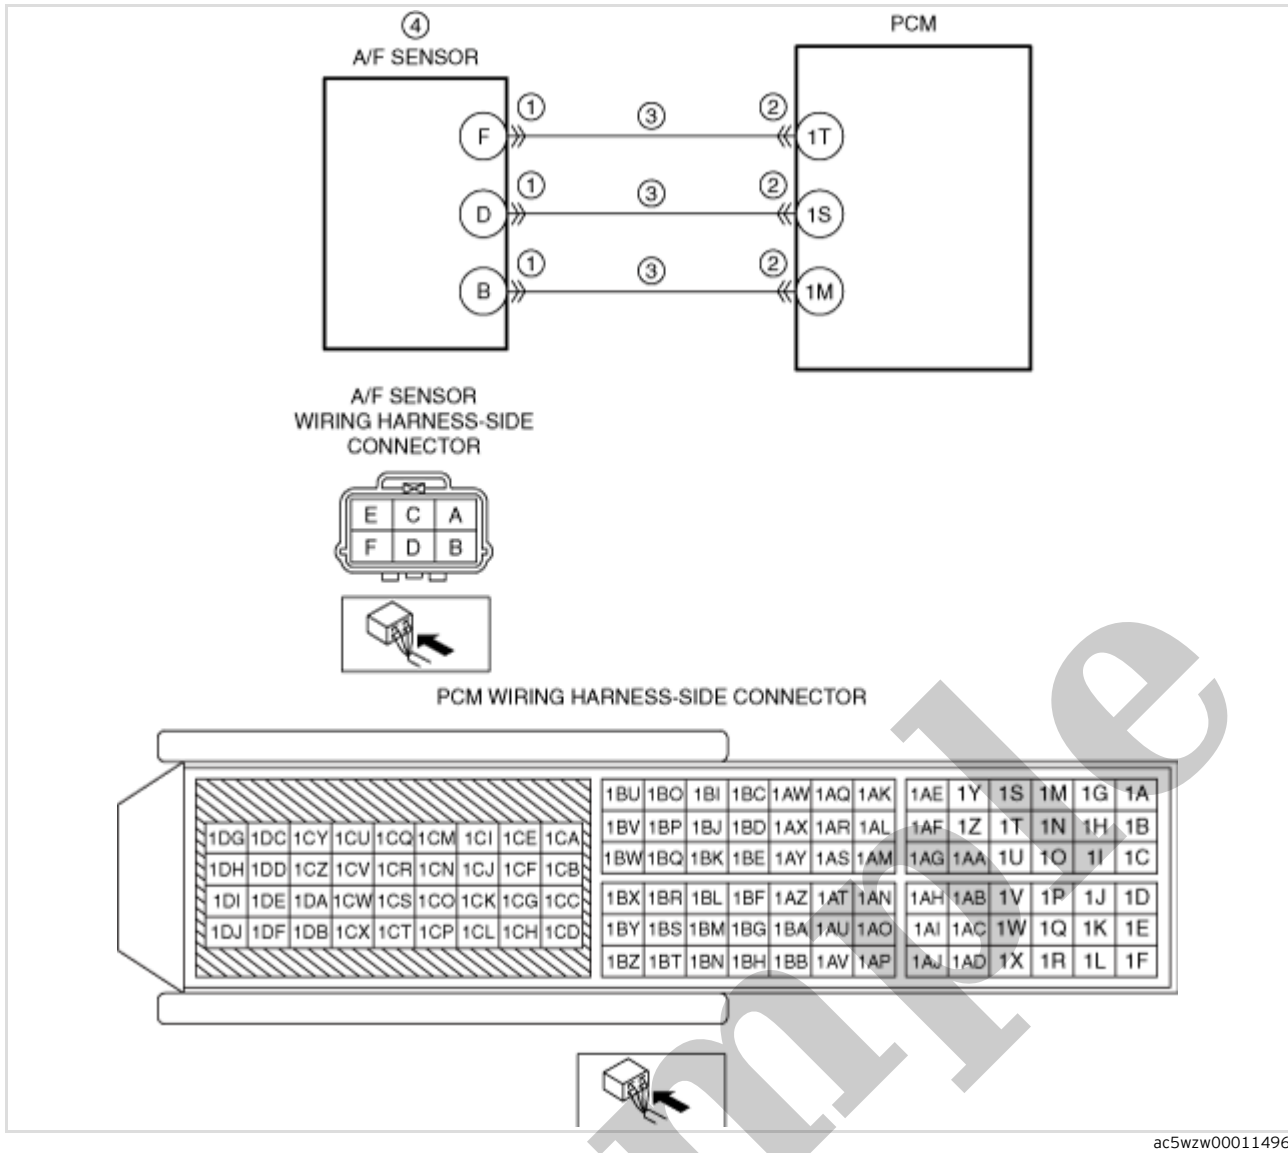 ④ PCM
A/F SENSOR
① ③ ②
F 1T
① ③ ②
D 1S
① ③ ②
B 1M
A/F SENSOR
WIRING HARNESS-SIDE
CONNECTOR
E C A
F D B
PCM WIRING HARNESS-SIDE CONNECTOR
1BU 1BO 1BI 1BC 1AW 1AQ 1AK 1AE 1Y 1S 1M 1G 1A
1BV 1BP 1BJ 1BD 1AX 1AR 1AL 1AF 1Z 1T 1N 1H 1B
1DG 1DC 1CY 1CU 1CQ 1CM 1CI 1CE 1CA
1BW 1BQ 1BK 1BE 1AY 1AS 1AM 1AG 1AA 1U 1O 1I 1C
1DH 1DD 1CZ 1CV 1CR 1CN 1CJ 1CF 1CB
1BX 1BR 1BL 1BF 1AZ 1AT 1AN 1AH 1AB 1V 1P 1J 1D
1DI 1DE 1DA 1CW 1CS 1CO 1CK 1CG 1CC
1BY 1BS 1BM 1BG 1BA 1AU 1AO 1AI 1AC 1W 1Q 1K 1E
1DJ 1DF 1DB 1CX 1CT 1CP 1CL 1CH 1CD
1BZ 1BT 1BN 1BH 1BB 1AV 1AP 1AJ 1AD 1X 1R 1L 1F
mple
ac5wzw00011496